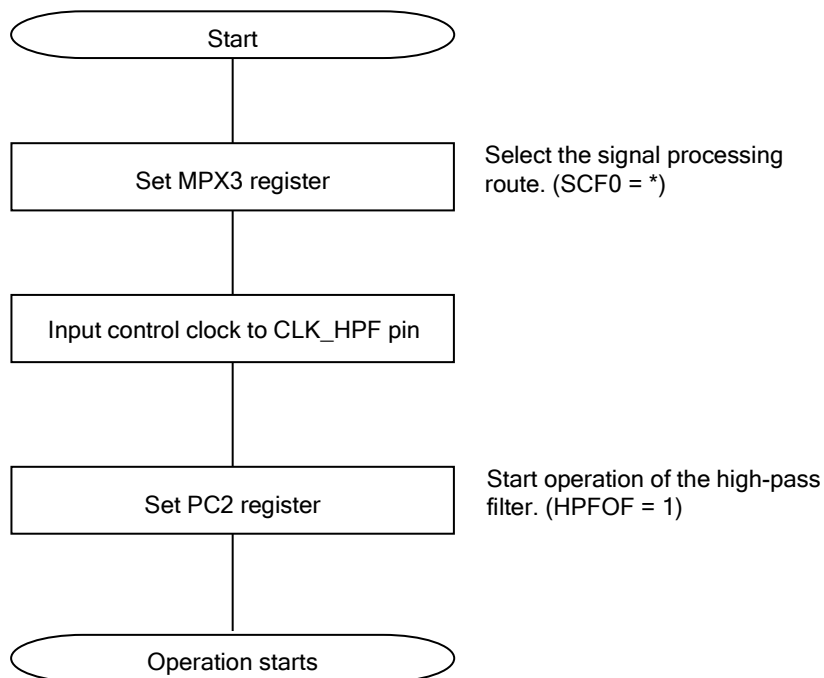 Start
Set MPX3 register
Select the signal processing
route. (SCF0 = *)
Input control clock to CLK_HPF pin
Set PC2 register
Start operation of the high-pass
filter. (HPFOF = 1)
Operation starts